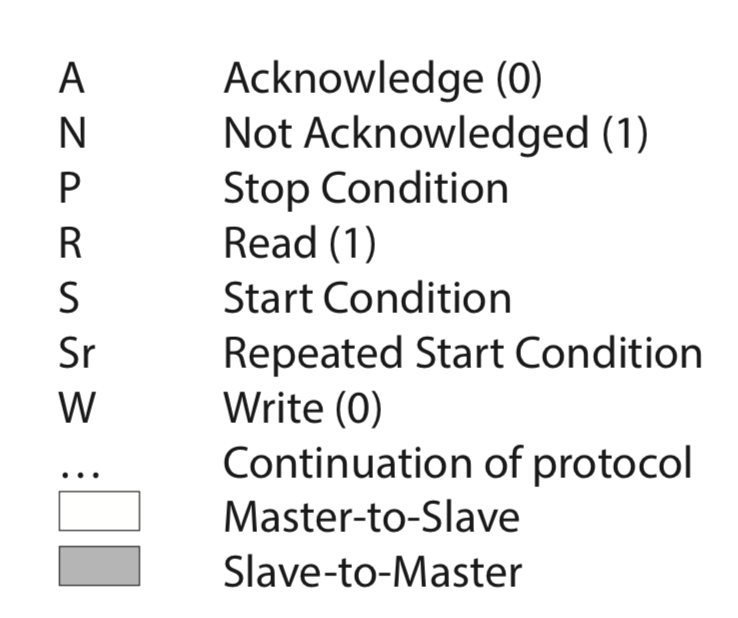 A Acknowledge (0)
N Not Acknowledged (1)
P Stop Condition
R Read (1)
S Start Condition
Sr Repeated Start Condition
W Write (0)
... Continuation of protocol
Master-to-Slave
Slave-to-Master